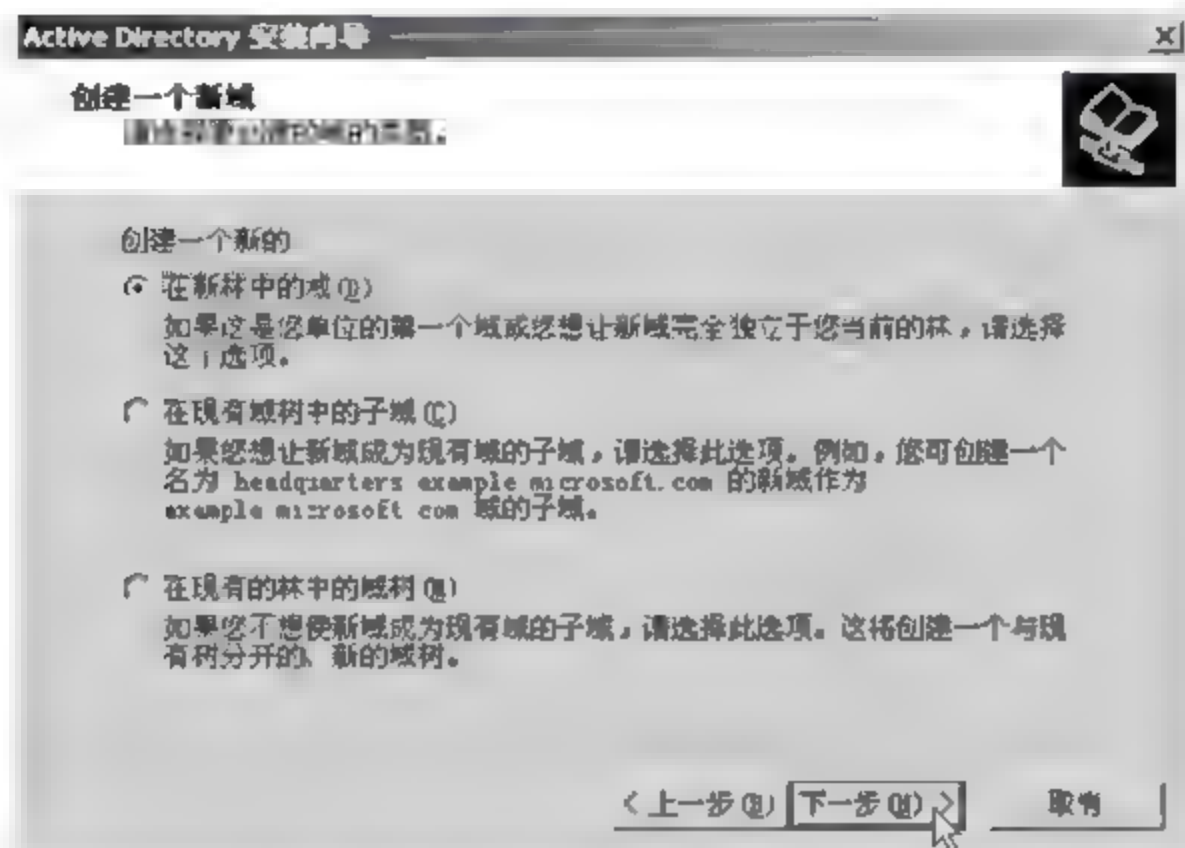 Active Directory 安装向导
创建一个新域
创建一个新的
在新林中的域(D)
如果这是您单位的第一个域或您想让新域完全独立于您当前的林，请选择
这个选项。
在现有域树中的子域(C)
如果您想让新域成为现有域的子域，请选择此选项。例如，您可创建一个
名为 headquarters example microsoft.com 的新域作为
example microsoft com 域的子域。
在现有的林中的域树
如果您不想使新域成为现有域的子域，请选择此选项。这将创建一个与现
有树分开的、新的域树。
< 上一步(B) 下一步(N) > 取消